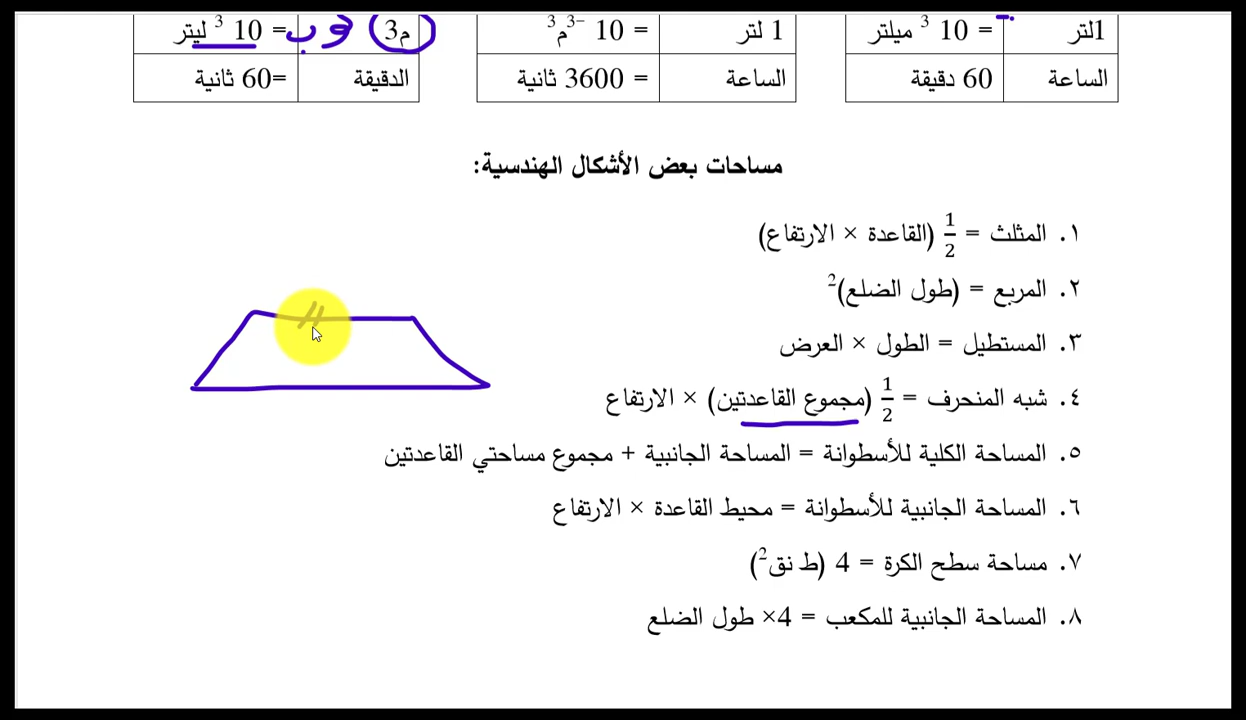 1لتر = 10 3 ميلتر
الساعة 60 دقيقة
1 لتر = 10 −3 م3
الساعة = 3600 ثانية
م3 = 10 3 ليتر
الدقيقة =60 ثانية
مساحات بعض الأشكال الهندسية:
١. المثلث = 1/2 (القاعدة × الارتفاع)
٢. المربع = (طول الضلع)2
٣. المستطيل = الطول × العرض
٤. شبه المنحرف = 1/2 (مجموع القاعدتين) × الارتفاع
٥. المساحة الكلية للأسطوانة = المساحة الجانبية + مجموع مساحتي القاعدتين
٦. المساحة الجانبية للأسطوانة = محيط القاعدة × الارتفاع
٧. مساحة سطح الكرة = 4 (ط نق2)
٨. المساحة الجانبية للمكعب = 4× طول الضلع